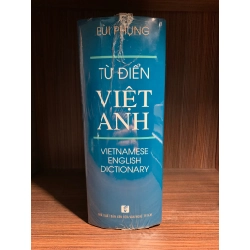 BÙI PHỤNG
TỪ ĐIỂN
VIỆT
ANH
VIETNAMESE
ENGLISH
DICTIONARY